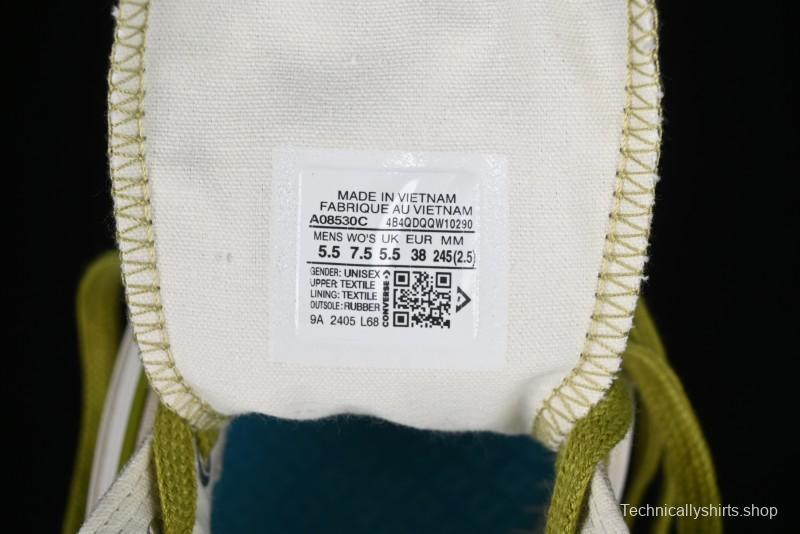 MADE IN VIETNAM
FABRIQUE AU VIETNAM
A08530C 4B4QDQQW10290
MENS WO'S UK EUR MM
5.5 7.5 5.5 38 245(2.5)
GENDER: UNISEX
UPPER: TEXTILE
LINING: TEXTILE
OUTSOLE: RUBBER
9A 2405 L68
CONVERSE
Technicallyshirts.shop